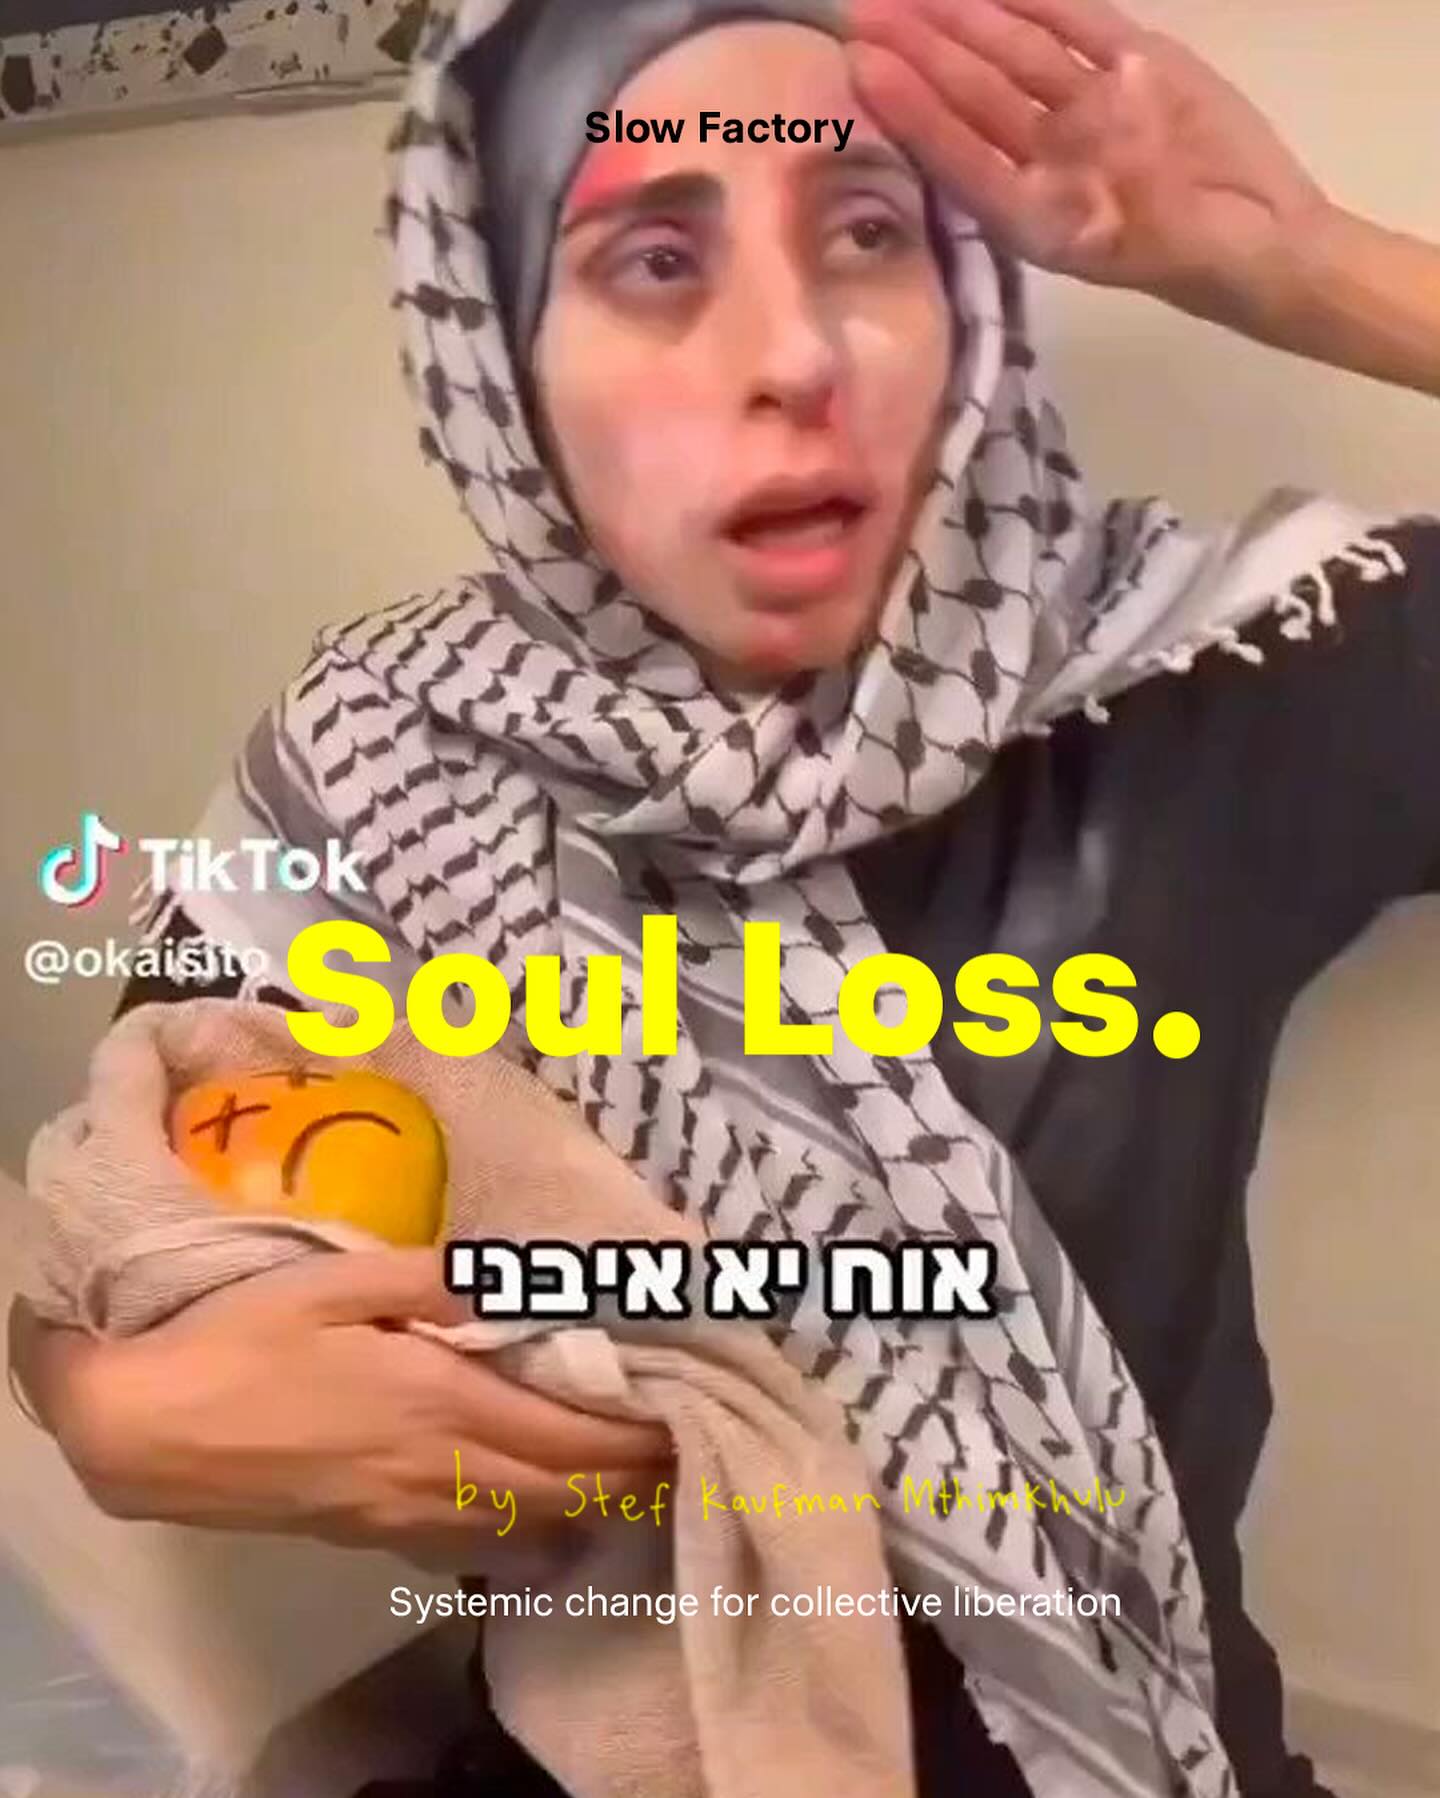 Slow Factory
TikTok
@okaisito
Soul Loss.
אוח יא איבני
by Stef Kaufman Mthimkhulu
Systemic change for collective liberation